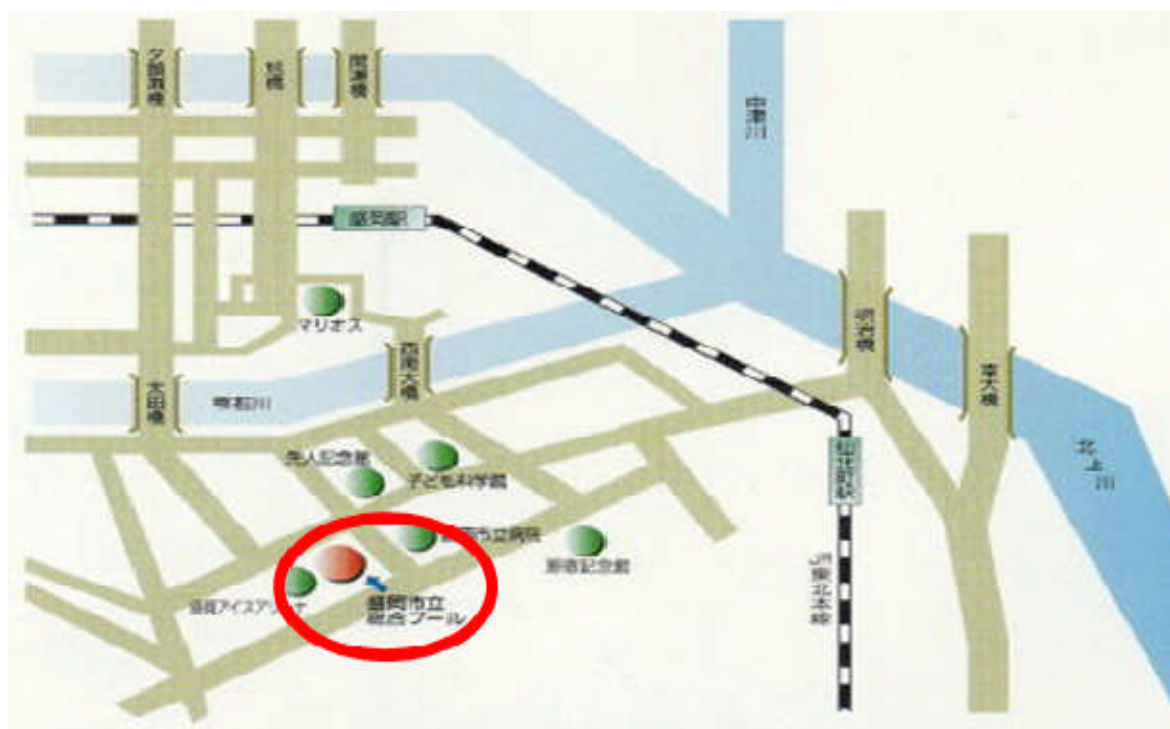 夕顔瀬橋
旭橋
開運橋
中津川
盛岡駅
マリオス
明治橋
太田橋
雫石川
盛南大橋
南大橋
先人記念館
子ども科学館
仙北町駅
北上川
盛岡市立病院
原敬記念館
JR東北本線
盛岡アイスアリーナ
盛岡市立
総合プール